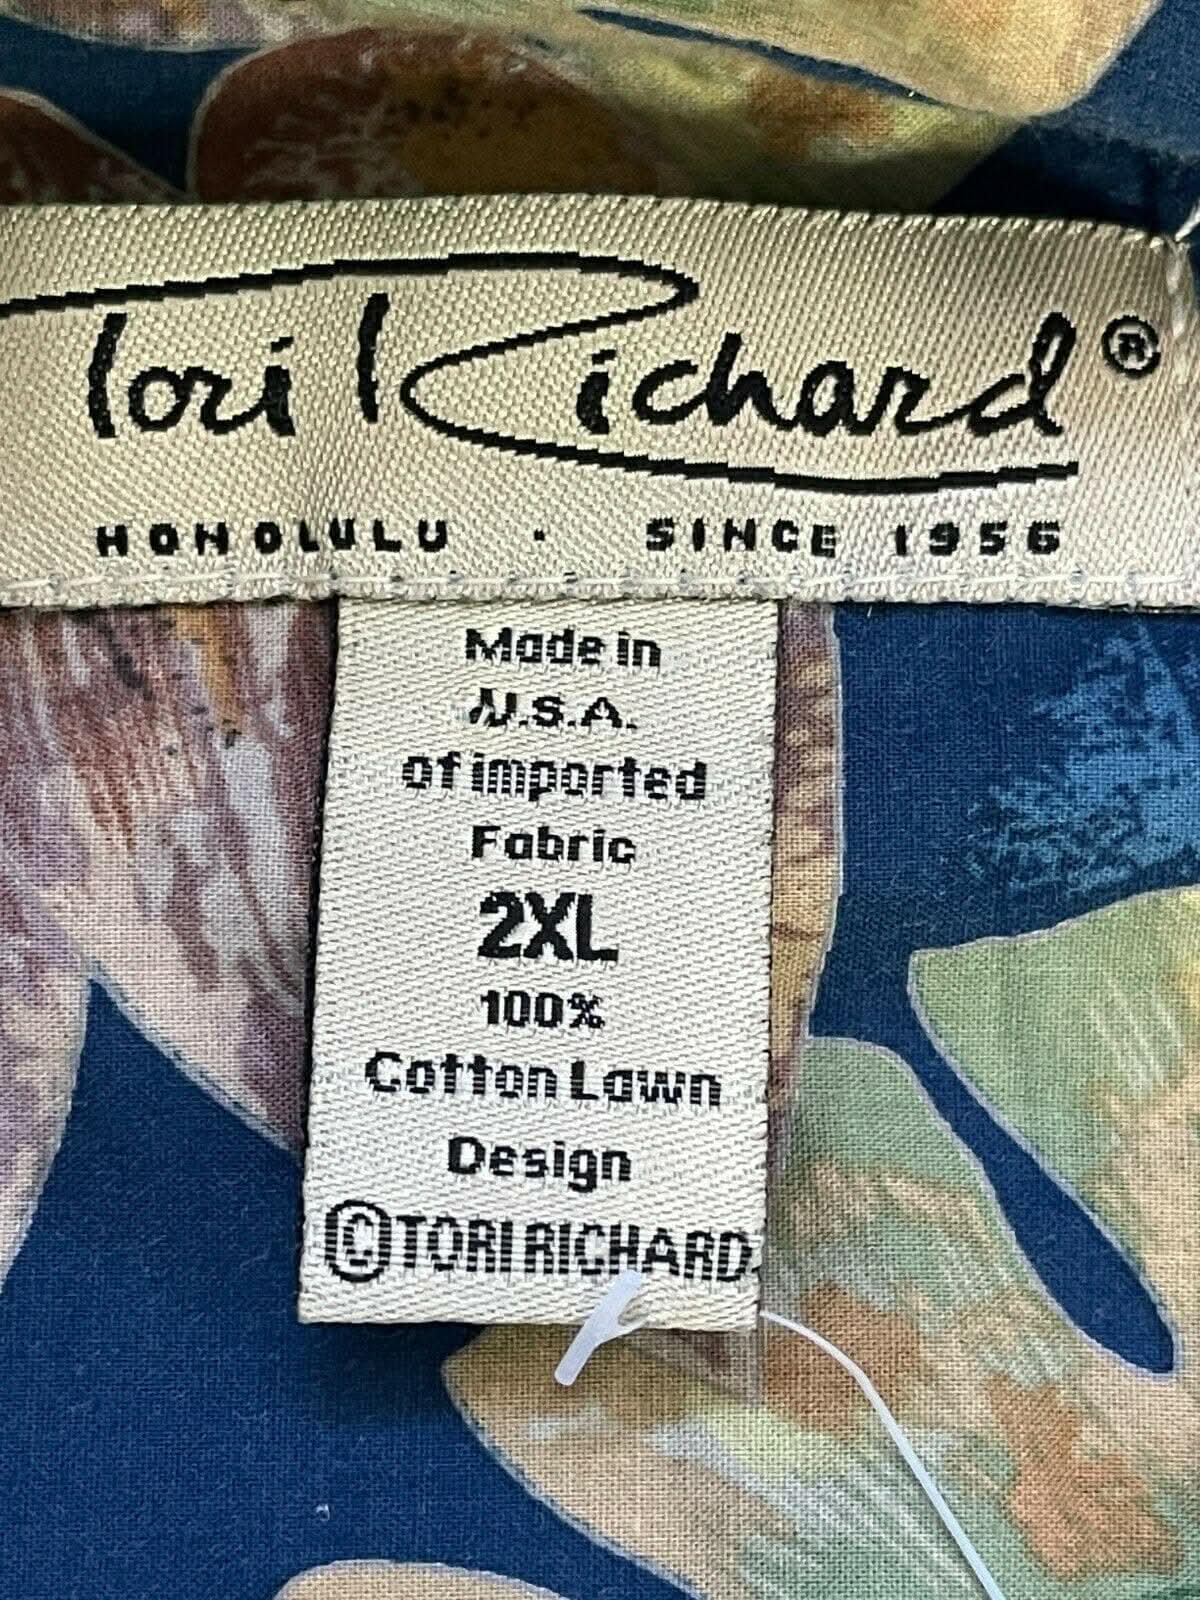 Tori Richard®
HONOLULU · SINCE 1956
Made in
U.S.A.
of imported
Fabric
2XL
100%
Cotton Lawn
Design
©TORI RICHARD.